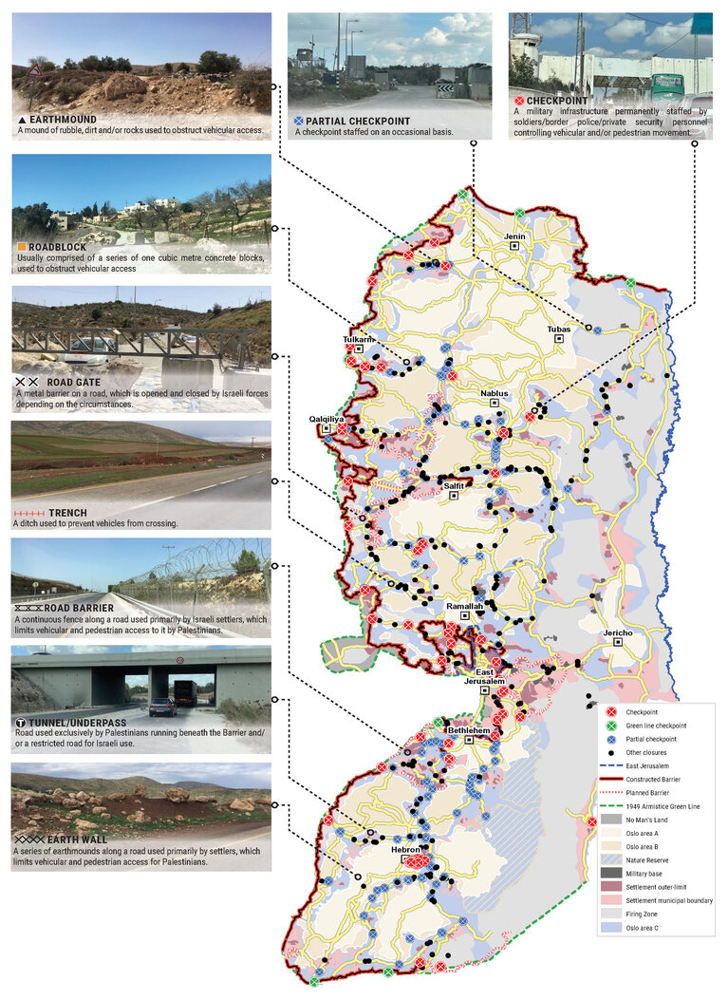 EARTHMOUND
A mound of rubble, dirt and/or rocks used to obstruct vehicular access.
PARTIAL CHECKPOINT
A checkpoint staffed on an occasional basis.
CHECKPOINT
A military infrastructure permanently staffed by
soldiers/border police/private security personnel
controlling vehicular and/or pedestrian movement.
ROADBLOCK
Usually comprised of a series of one cubic metre concrete blocks,
used to obstruct vehicular access
ROAD GATE
A metal barrier on a road, which is opened and closed by Israeli forces
depending on the circumstances.
TRENCH
A ditch used to prevent vehicles from crossing.
ROAD BARRIER
A continuous fence along a road used primarily by Israeli settlers, which
limits vehicular and pedestrian access to it by Palestinians.
T TUNNEL/UNDERPASS
Road used exclusively by Palestinians running beneath the Barrier and/
or a restricted road for Israeli use.
EARTH WALL
A series of earthmounds along a road used primarily by settlers, which
limits vehicular and pedestrian access for Palestinians.
Jenin
Tubas
Tulkarm
Nablus
Qalqiliya
Salfit
Ramallah
Jericho
East
Jerusalem
Bethlehem
Hebron
Checkpoint
Green line checkpoint
Partial checkpoint
Other closures
East Jerusalem
Constructed Barrier
Planned Barrier
1949 Armistice Green Line
No Man's Land
Oslo area A
Oslo area B
Nature Reserve
Military base
Settlement outer-limit
Settlement municipal boundary
Firing Zone
Oslo area C